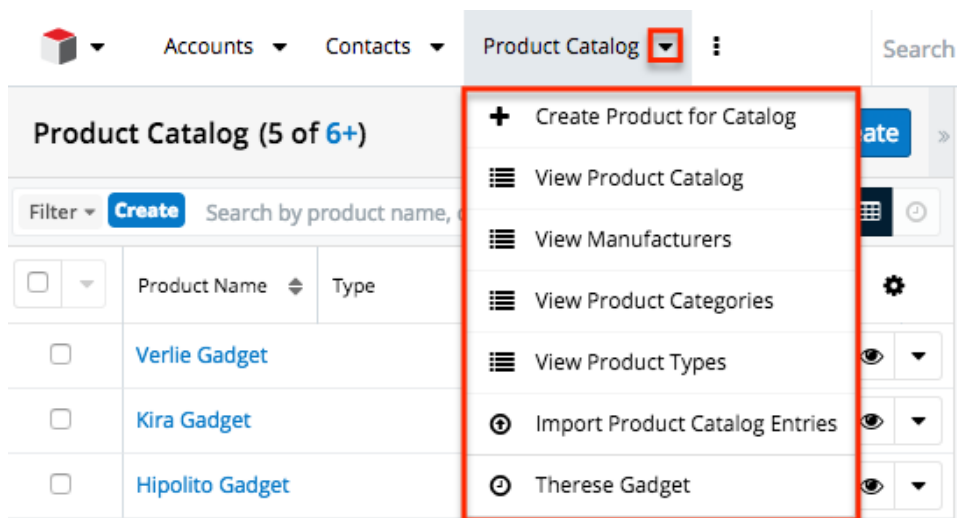 Accounts Contacts Product Catalog Search
Product Catalog (5 of 6+)
Create Product for Catalog
View Product Catalog
Filter Create Search by product name,
View Manufacturers
Product Name Type
View Product Categories
Verlie Gadget
View Product Types
Kira Gadget
Import Product Catalog Entries
Hipolito Gadget
Therese Gadget